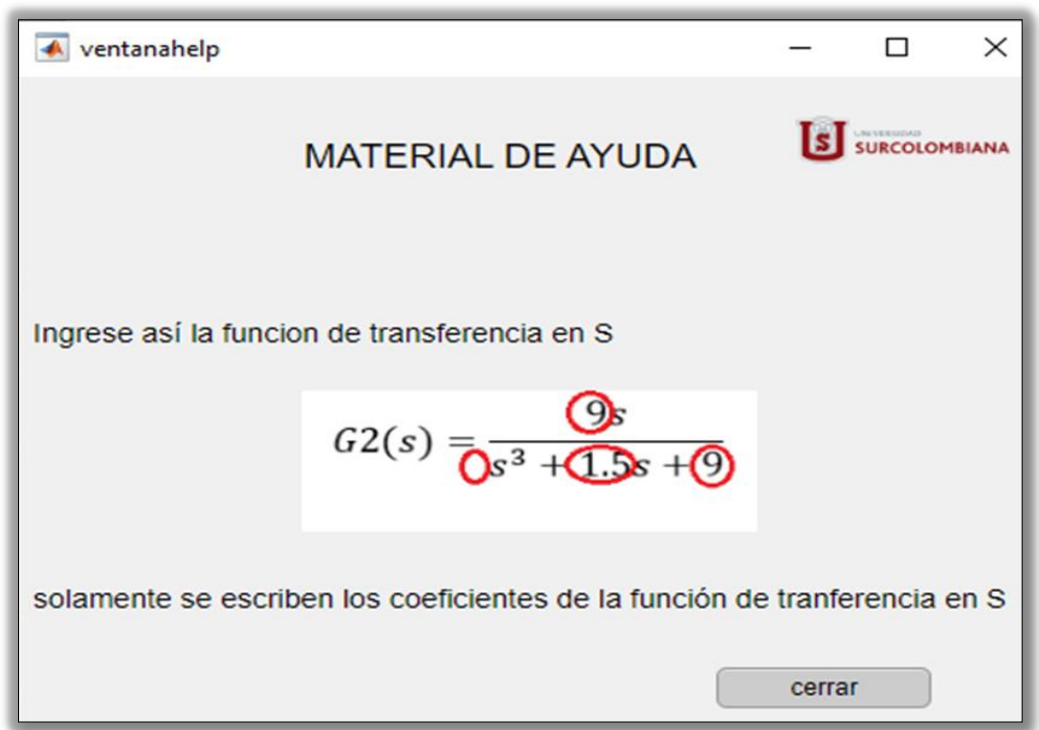 ventanahelp
MATERIAL DE AYUDA
UNIVERSIDAD
SURCOLOMBIANA
Ingrese así la funcion de transferencia en S
9s
G2(s) =
s³ + 1.5s + 9
solamente se escriben los coeficientes de la función de tranferencia en S
cerrar